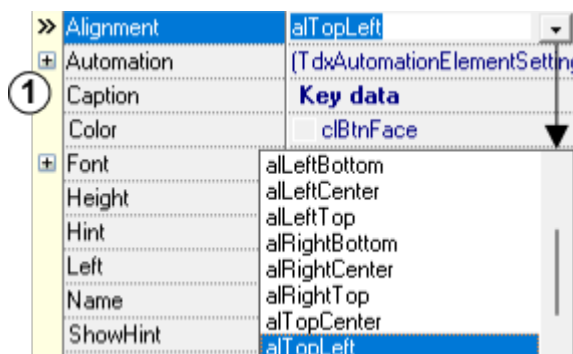 » Alignment alTopLeft
Automation (TdxAutomationElementSetting
1 Caption Key data
Color clBtnFace
Font alLeftBottom
Height alLeftCenter
Hint alLeftTop
alRightBottom
Left alRightCenter
Name alRightTop
alTopCenter
ShowHint alTopLeft